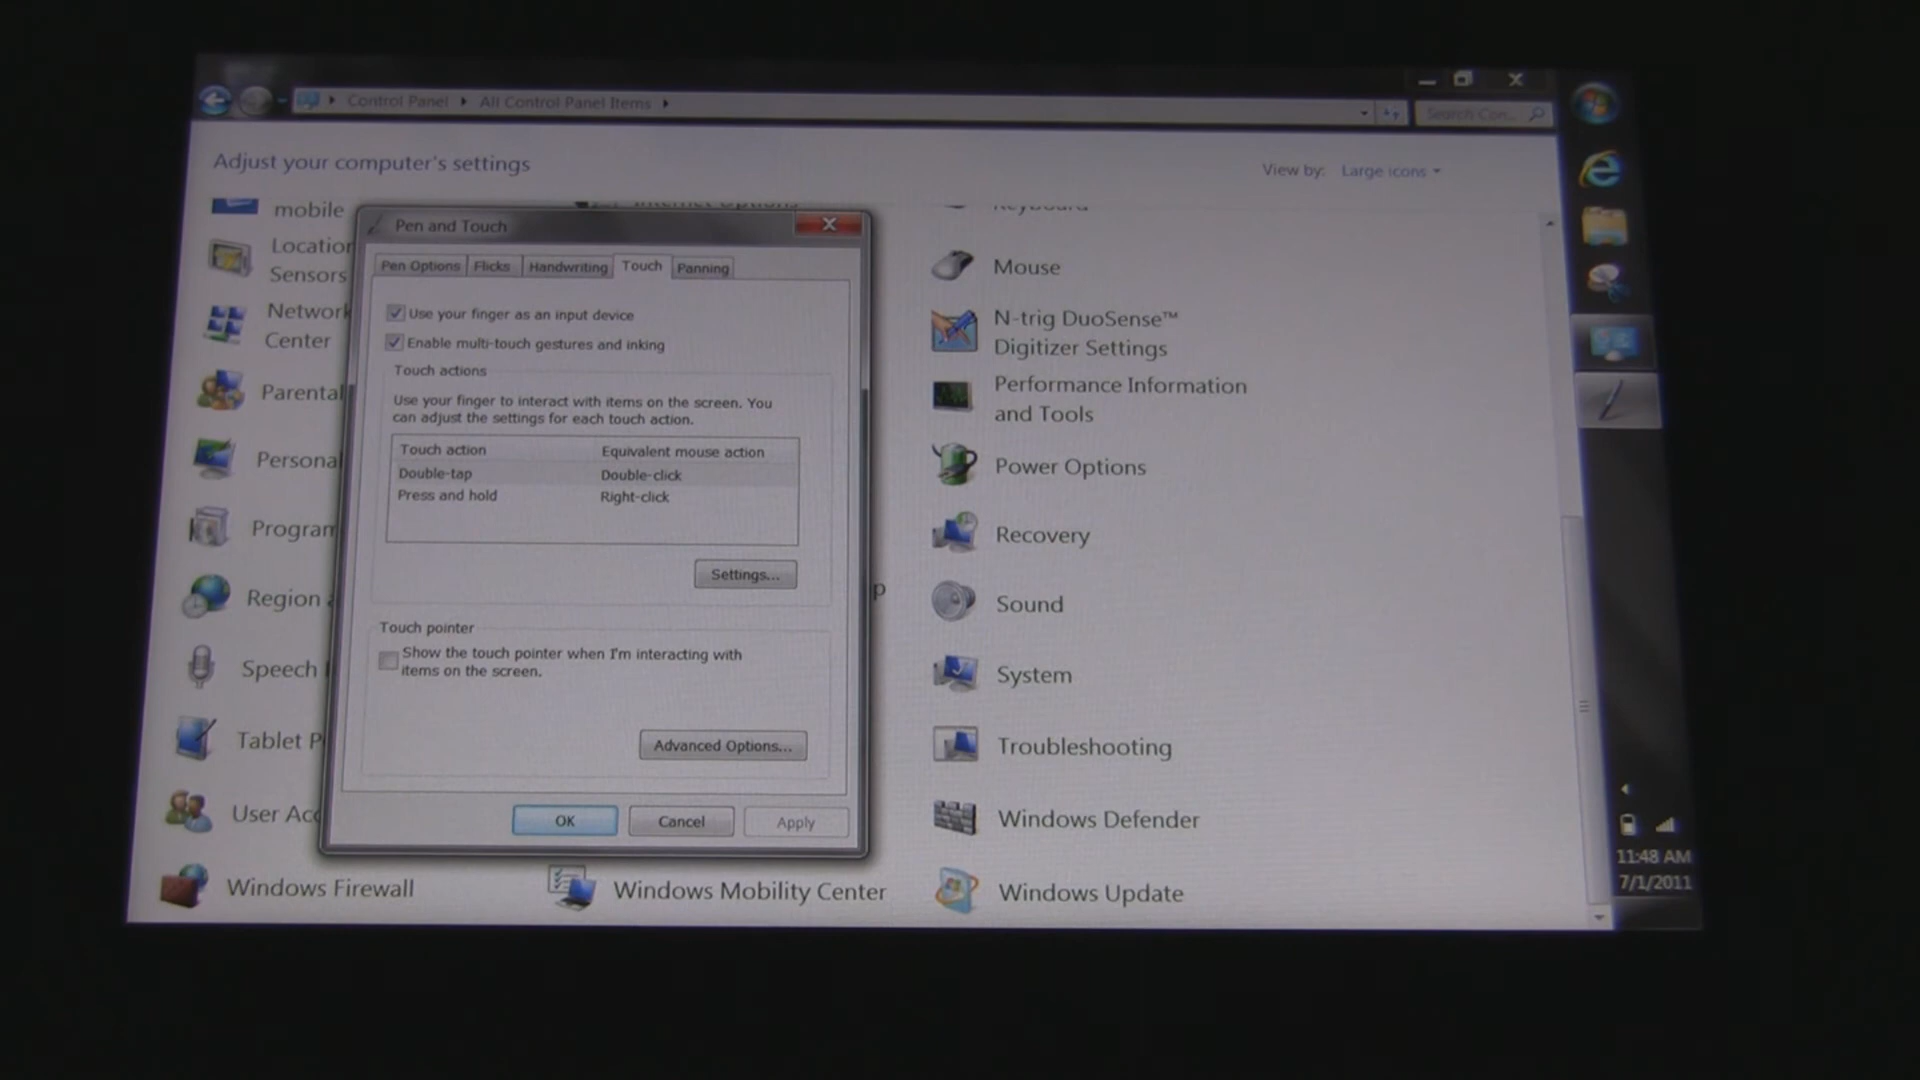 Control Panel
All Control Panel Items
Search Con...
Adjust your computer's settings
View by: Large icons
mobile
Location
Sensors
Network
Center
Parental
Personal
Program
Region
Speech
Tablet P
User Acc
Windows Firewall
Pen and Touch
Pen Options
Flicks
Handwriting
Touch
Panning
Use your finger as an input device
Enable multi-touch gestures and inking
Touch actions
Use your finger to interact with items on the screen. You
can adjust the settings for each touch action.
Touch action Equivalent mouse action
Double-tap Double-click
Press and hold Right-click
Settings...
Touch pointer
Show the touch pointer when I'm interacting with
items on the screen.
Advanced Options...
OK
Cancel
Apply
p
Windows Mobility Center
Keyboard
Mouse
N-trig DuoSense™
Digitizer Settings
Performance Information
and Tools
Power Options
Recovery
Sound
System
Troubleshooting
Windows Defender
Windows Update
11:48 AM
7/1/2011